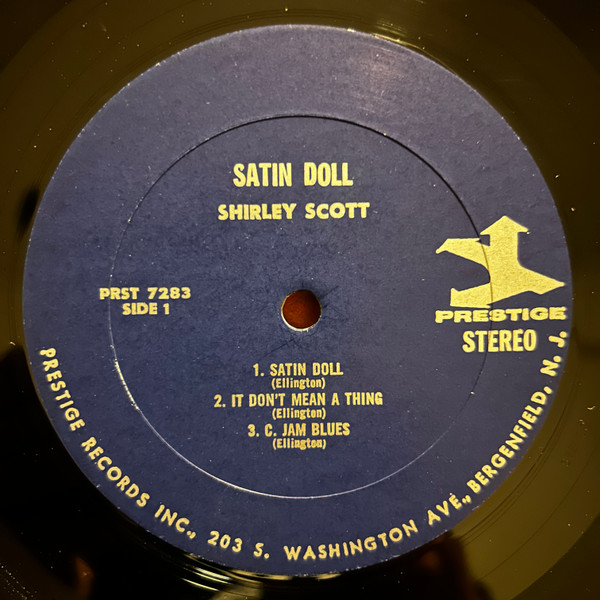 SATIN DOLL
SHIRLEY SCOTT
PRST 7283
SIDE 1
PRESTIGE
STEREO
1. SATIN DOLL
(Ellington)
2. IT DON'T MEAN A THING
(Ellington)
3. C. JAM BLUES
(Ellington)
PRESTIGE RECORDS INC., 203 S. WASHINGTON AVE., BERGENFIELD, N. J.